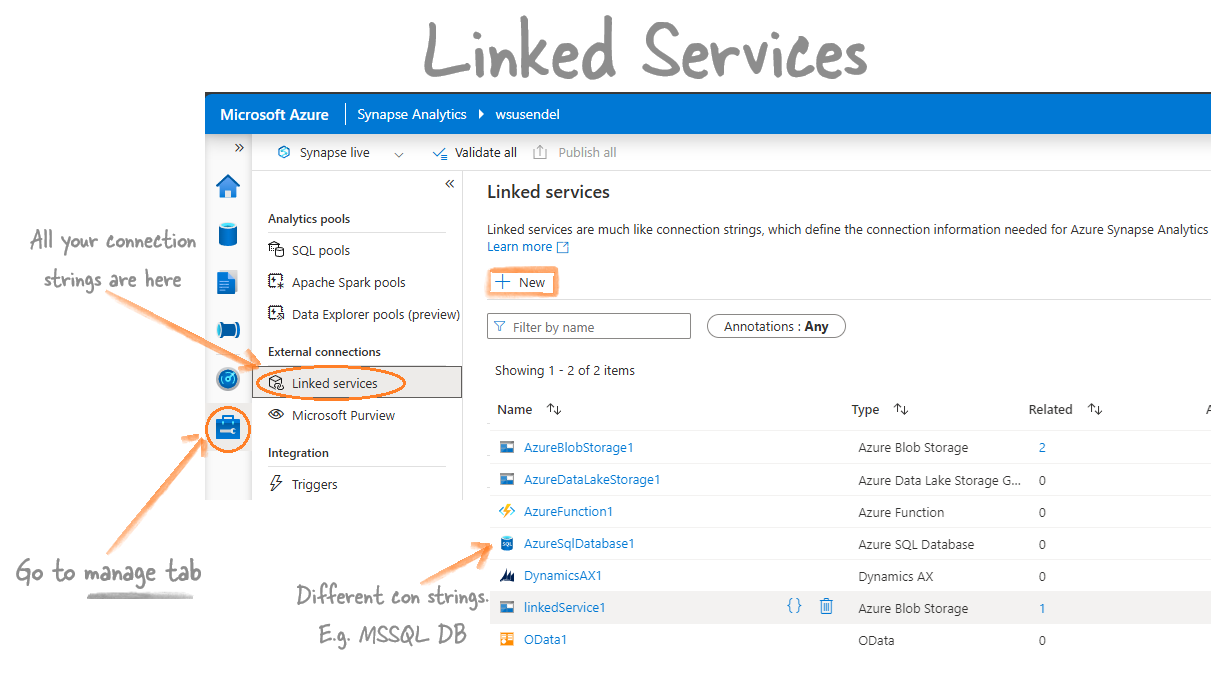 Linked Services
Microsoft Azure Synapse Analytics wsusendel
Synapse live Validate all Publish all
Analytics pools
SQL pools
Apache Spark pools
Data Explorer pools (preview)
External connections
Linked services
Microsoft Purview
Integration
Triggers
All your connection
strings are here
Go to manage tab
Linked services
Linked services are much like connection strings, which define the connection information needed for Azure Synapse Analytics
Learn more
New
Filter by name Annotations : Any
Showing 1 - 2 of 2 items
Name Type Related A
AzureBlobStorage1 Azure Blob Storage 2
AzureDataLakeStorage1 Azure Data Lake Storage G... 0
AzureFunction1 Azure Function 0
AzureSqlDatabase1 Azure SQL Database 0
DynamicsAX1 Dynamics AX 0
linkedService1 {} Azure Blob Storage 1
OData1 OData 0
Different con strings.
E.g. MSSQL DB